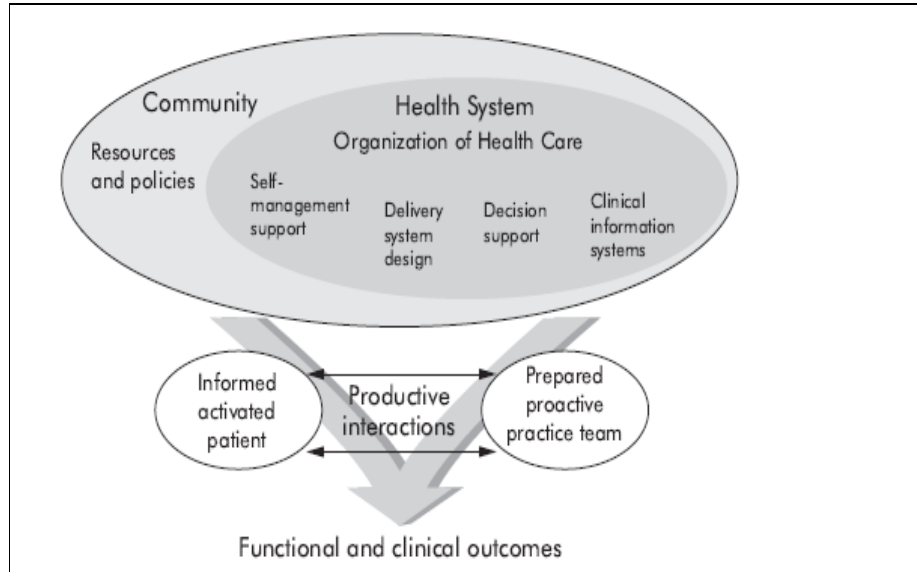 Community
Health System
Organization of Health Care
Resources
and policies
Self-
management
support
Delivery
system
design
Decision
support
Clinical
information
systems
Informed
activated
patient
Productive
interactions
Prepared
proactive
practice team
Functional and clinical outcomes